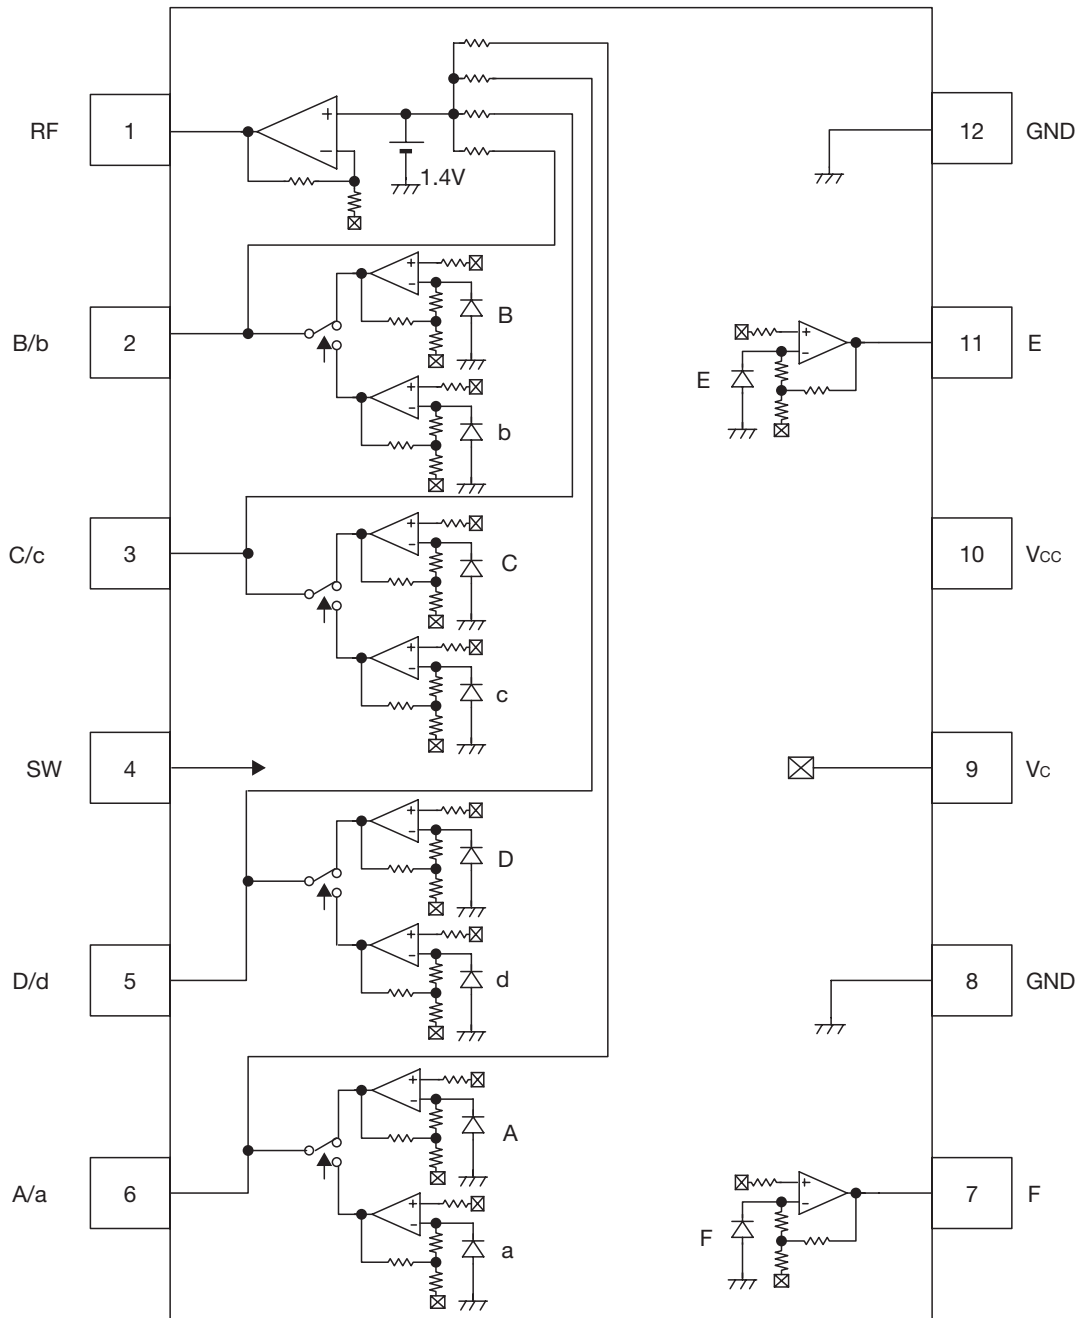 RF
1
+
−
1.4V
12
GND
B/b
2
+
−
B
+
−
b
+
−
E
11
E
C/c
3
+
−
C
+
−
c
10
VCC
SW
4
9
VC
D/d
5
+
−
D
+
−
d
8
GND
A/a
6
+
−
A
+
−
a
+
−
F
7
F